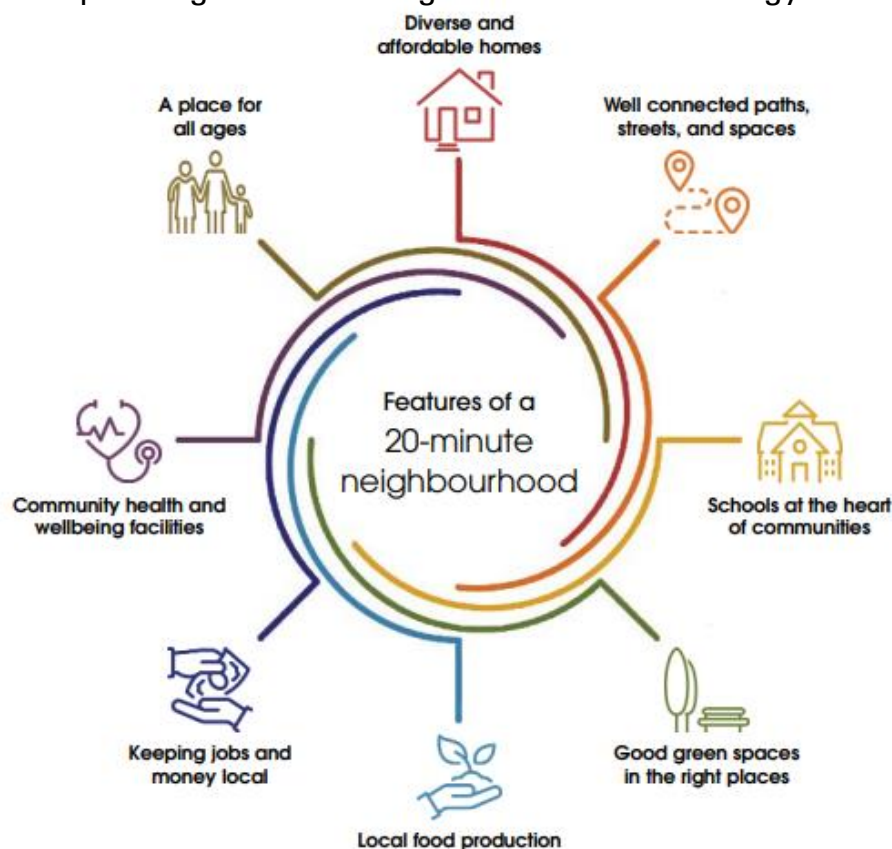 Diverse and
affordable homes
A place for
all ages
Well connected paths,
streets, and spaces
Features of a
20-minute
neighbourhood
Community health and
wellbeing facilities
Schools at the heart
of communities
Keeping jobs and
money local
Good green spaces
in the right places
Local food production